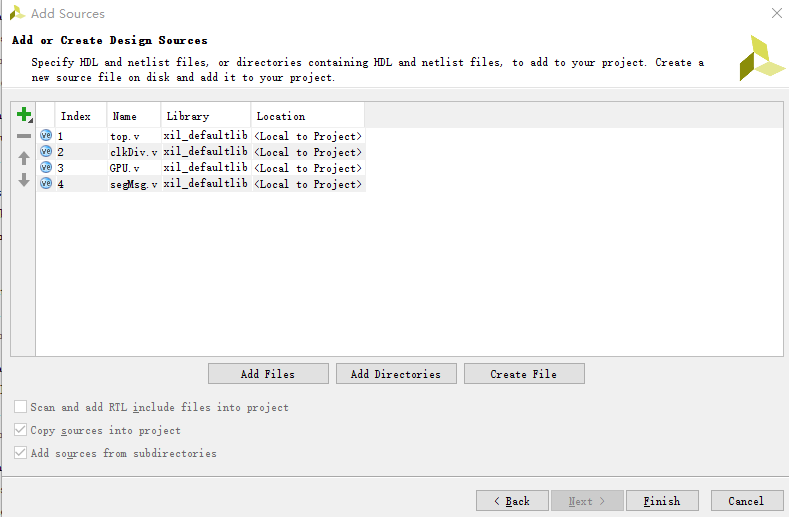 Add Sources
Add or Create Design Sources
Specify HDL and netlist files, or directories containing HDL and netlist files, to add to your project. Create a
new source file on disk and add it to your project.
Index Name Library Location
1 top.v xil_defaultlib <Local to Project>
2 clkDiv.v xil_defaultlib <Local to Project>
3 GPU.v xil_defaultlib <Local to Project>
4 segMsg.v xil_defaultlib <Local to Project>
Add Files Add Directories Create File
Scan and add RTL include files into project
Copy sources into project
Add sources from subdirectories
< Back Next > Finish Cancel